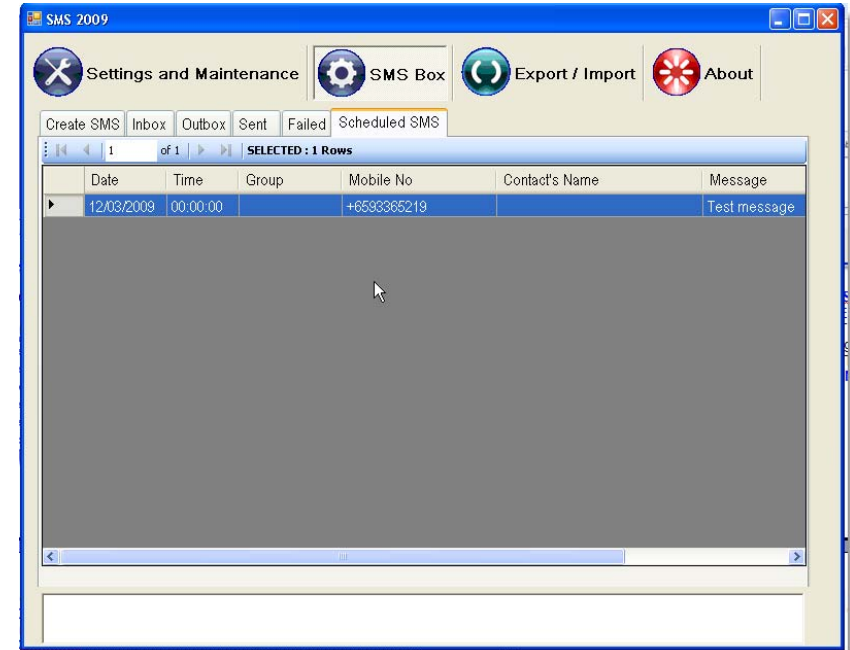 SMS 2009
Settings and Maintenance SMS Box Export / Import About
Create SMS Inbox Outbox Sent Failed Scheduled SMS
1 of 1 SELECTED : 1 Rows
Date Time Group Mobile No Contact's Name Message
12/03/2009 00:00:00 +6593365219 Test message